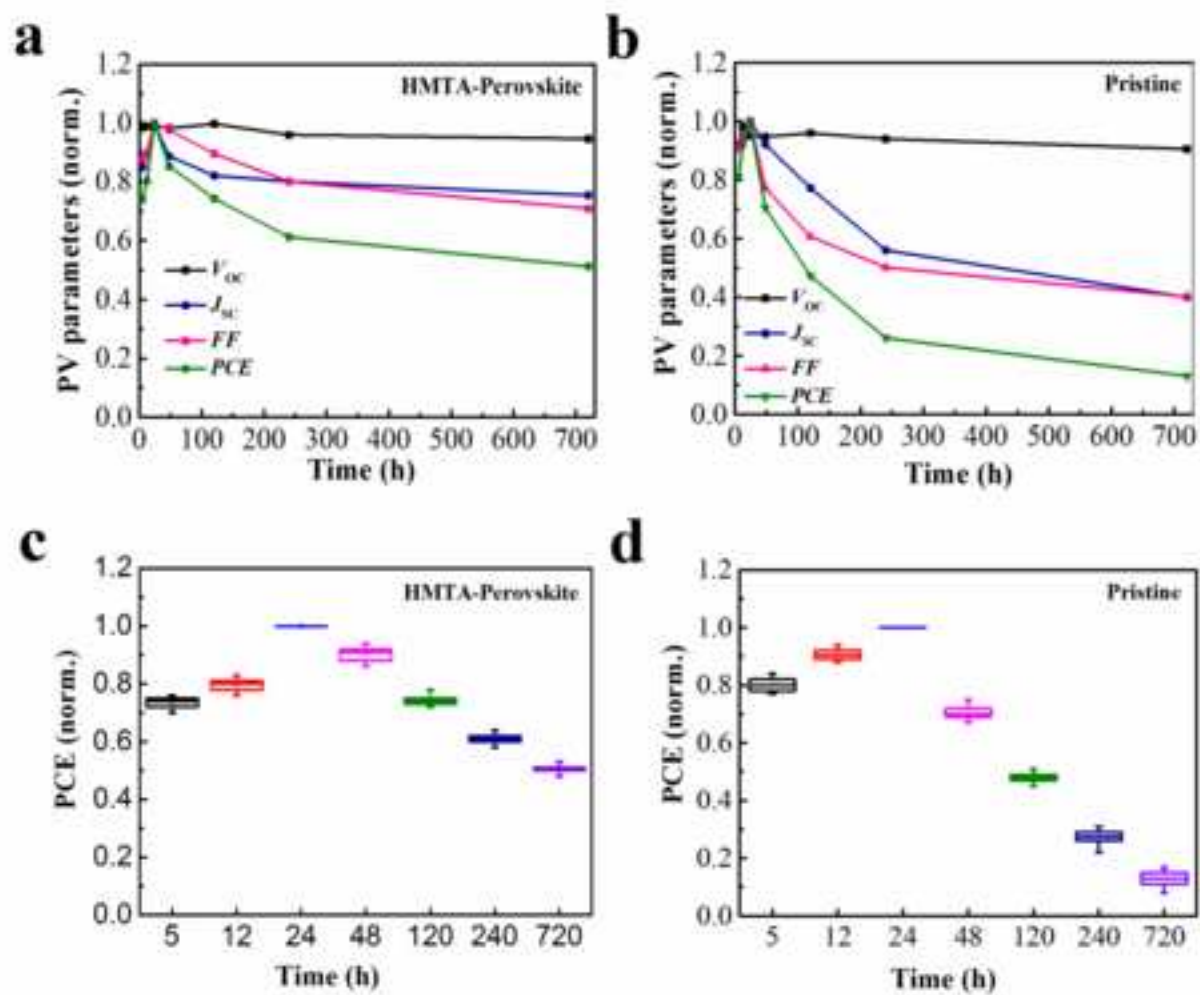 a
1.2
1.0
0.8
0.6
0.4
0.2
0.0
PV parameters (norm.)
HMTA-Perovskite
Voc
Jsc
FF
PCE
0 100 200 300 400 500 600 700
Time (h)
b
1.2
1.0
0.8
0.6
0.4
0.2
0.0
PV parameters (norm.)
Pristine
Voc
Jsc
FF
PCE
0 100 200 300 400 500 600 700
Time (h)
c
1.2
1.0
0.8
0.6
0.4
0.2
0.0
PCE (norm.)
HMTA-Perovskite
5 12 24 48 120 240 720
Time (h)
d
1.2
1.0
0.8
0.6
0.4
0.2
0.0
PCE (norm.)
Pristine
5 12 24 48 120 240 720
Time (h)